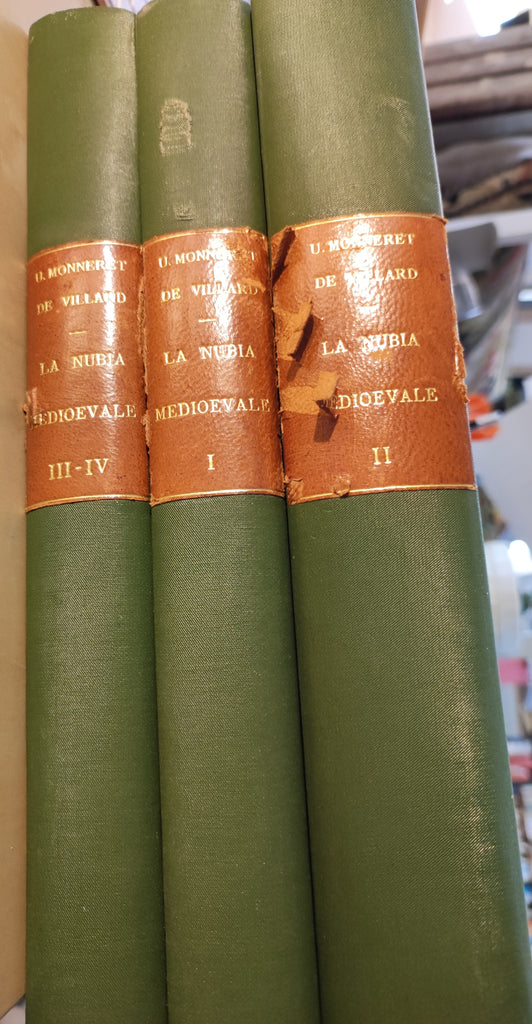 U. MONNERET
DE VILLARD
LA NUBIA
MEDIOEVALE
III-IV
U. MONNERET
DE VILLARD
LA NUBIA
MEDIOEVALE
I
U. MONNERET
DE VILLARD
LA NUBIA
MEDIOEVALE
II